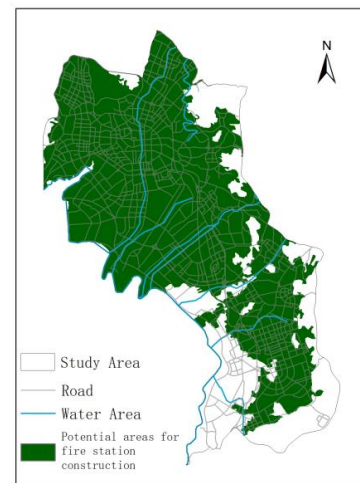 N
Study Area
Road
Water Area
Potential areas for
fire station
construction